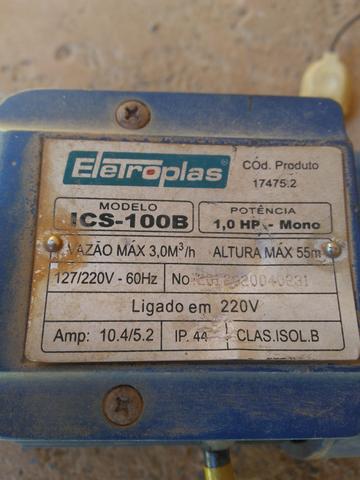 Eletroplas®
CÓd. Produto
17475.2
MODELO
ICS-100B
POTÊNCIA
1,0 HP - Mono
VAZÃO MÁX 3,0M³/h ALTURA MÁX 55m
127/220V - 60Hz No
Ligado em 220V
Amp: 10.4/5.2 IP. 44 CLAS.ISOL.B